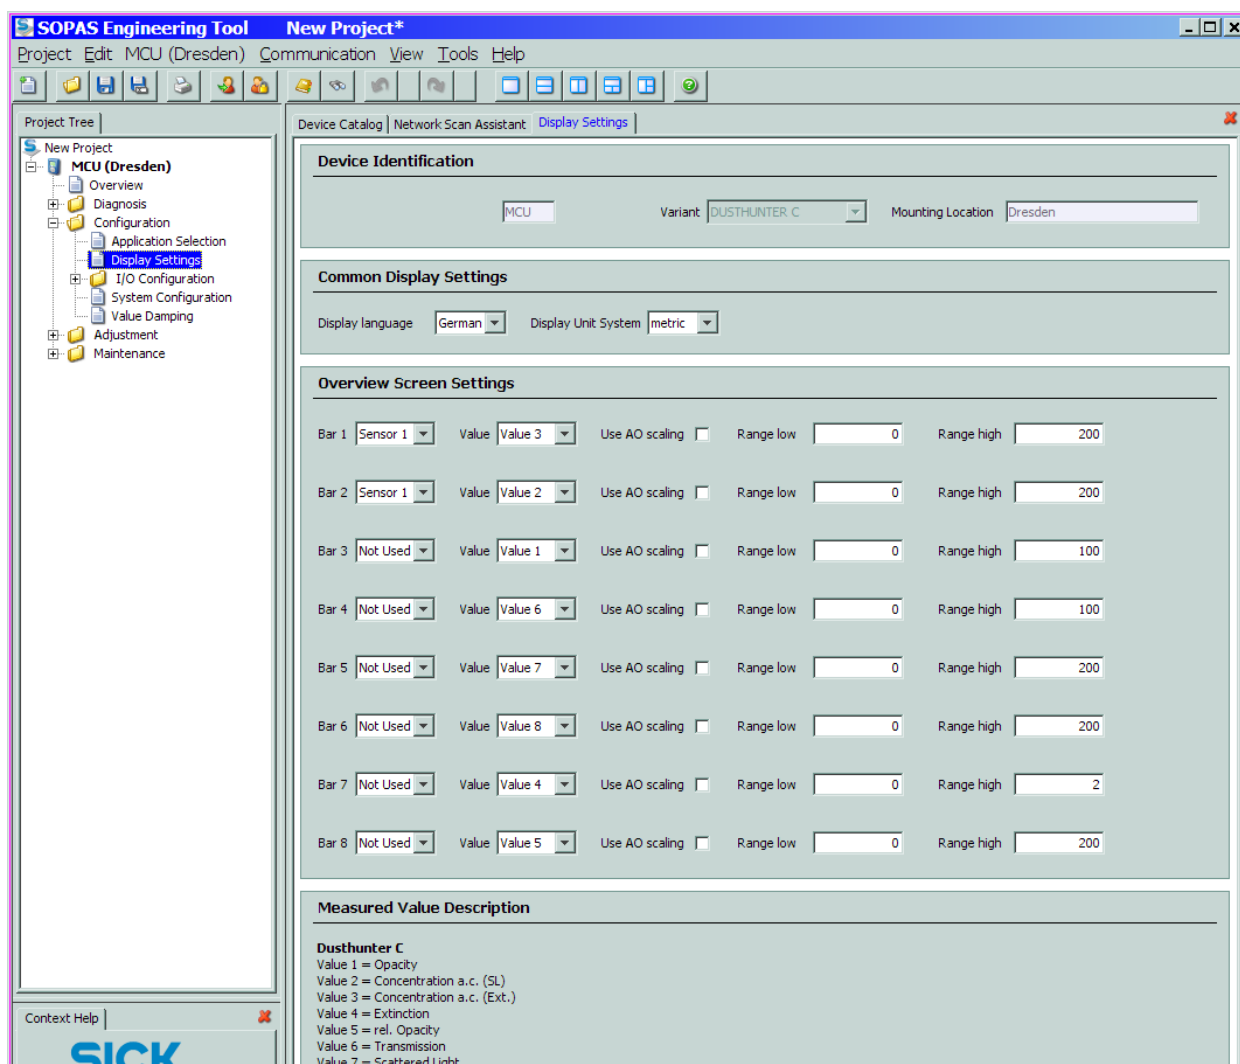 SOPAS Engineering Tool New Project*
Project Edit MCU (Dresden) Communication View Tools Help
Project Tree
New Project
MCU (Dresden)
Overview
Diagnosis
Configuration
Application Selection
Display Settings
I/O Configuration
System Configuration
Value Damping
Adjustment
Maintenance
Context Help
SICK
Device Catalog Network Scan Assistant Display Settings
Device Identification
MCU Variant DUSTHUNTER C Mounting Location Dresden
Common Display Settings
Display language German Display Unit System metric
Overview Screen Settings
Bar 1 Sensor 1 Value Value 3 Use AO scaling Range low 0 Range high 200
Bar 2 Sensor 1 Value Value 2 Use AO scaling Range low 0 Range high 200
Bar 3 Not Used Value Value 1 Use AO scaling Range low 0 Range high 100
Bar 4 Not Used Value Value 6 Use AO scaling Range low 0 Range high 100
Bar 5 Not Used Value Value 7 Use AO scaling Range low 0 Range high 200
Bar 6 Not Used Value Value 8 Use AO scaling Range low 0 Range high 200
Bar 7 Not Used Value Value 4 Use AO scaling Range low 0 Range high 2
Bar 8 Not Used Value Value 5 Use AO scaling Range low 0 Range high 200
Measured Value Description
Dusthunter C
Value 1 = Opacity
Value 2 = Concentration a.c. (SL)
Value 3 = Concentration a.c. (Ext.)
Value 4 = Extinction
Value 5 = rel. Opacity
Value 6 = Transmission
Value 7 = Scattered Light